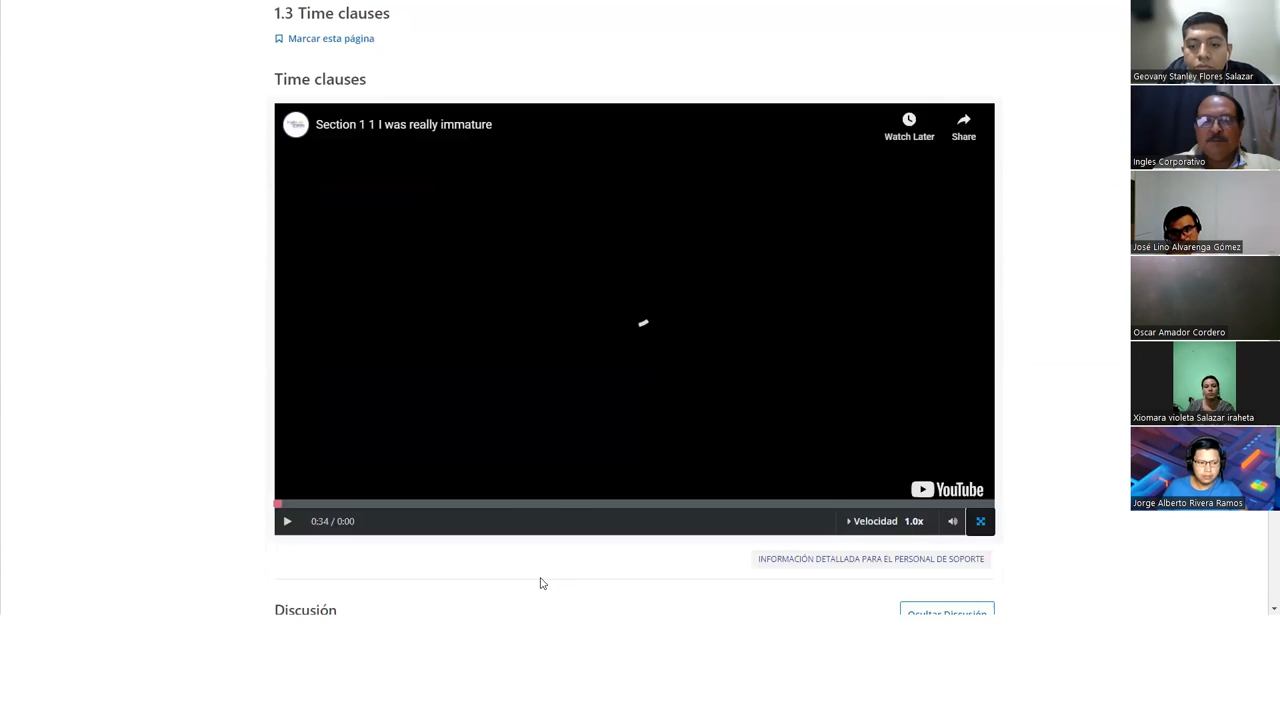 1.3 Time clauses
Marcar esta página
Time clauses
Section 1 1 I was really immature
Watch Later
Share
YouTube
0:34 / 0:00
Velocidad 1.0x
INFORMACIÓN DETALLADA PARA EL PERSONAL DE SOPORTE
Discusión
Ocultar Discusión
Geovany Stanley Flores Salazar
Ingles Corporativo
José Lino Alvarenga Gómez
Oscar Amador Cordero
Xiomara violeta Salazar iraheta
Jorge Alberto Rivera Ramos